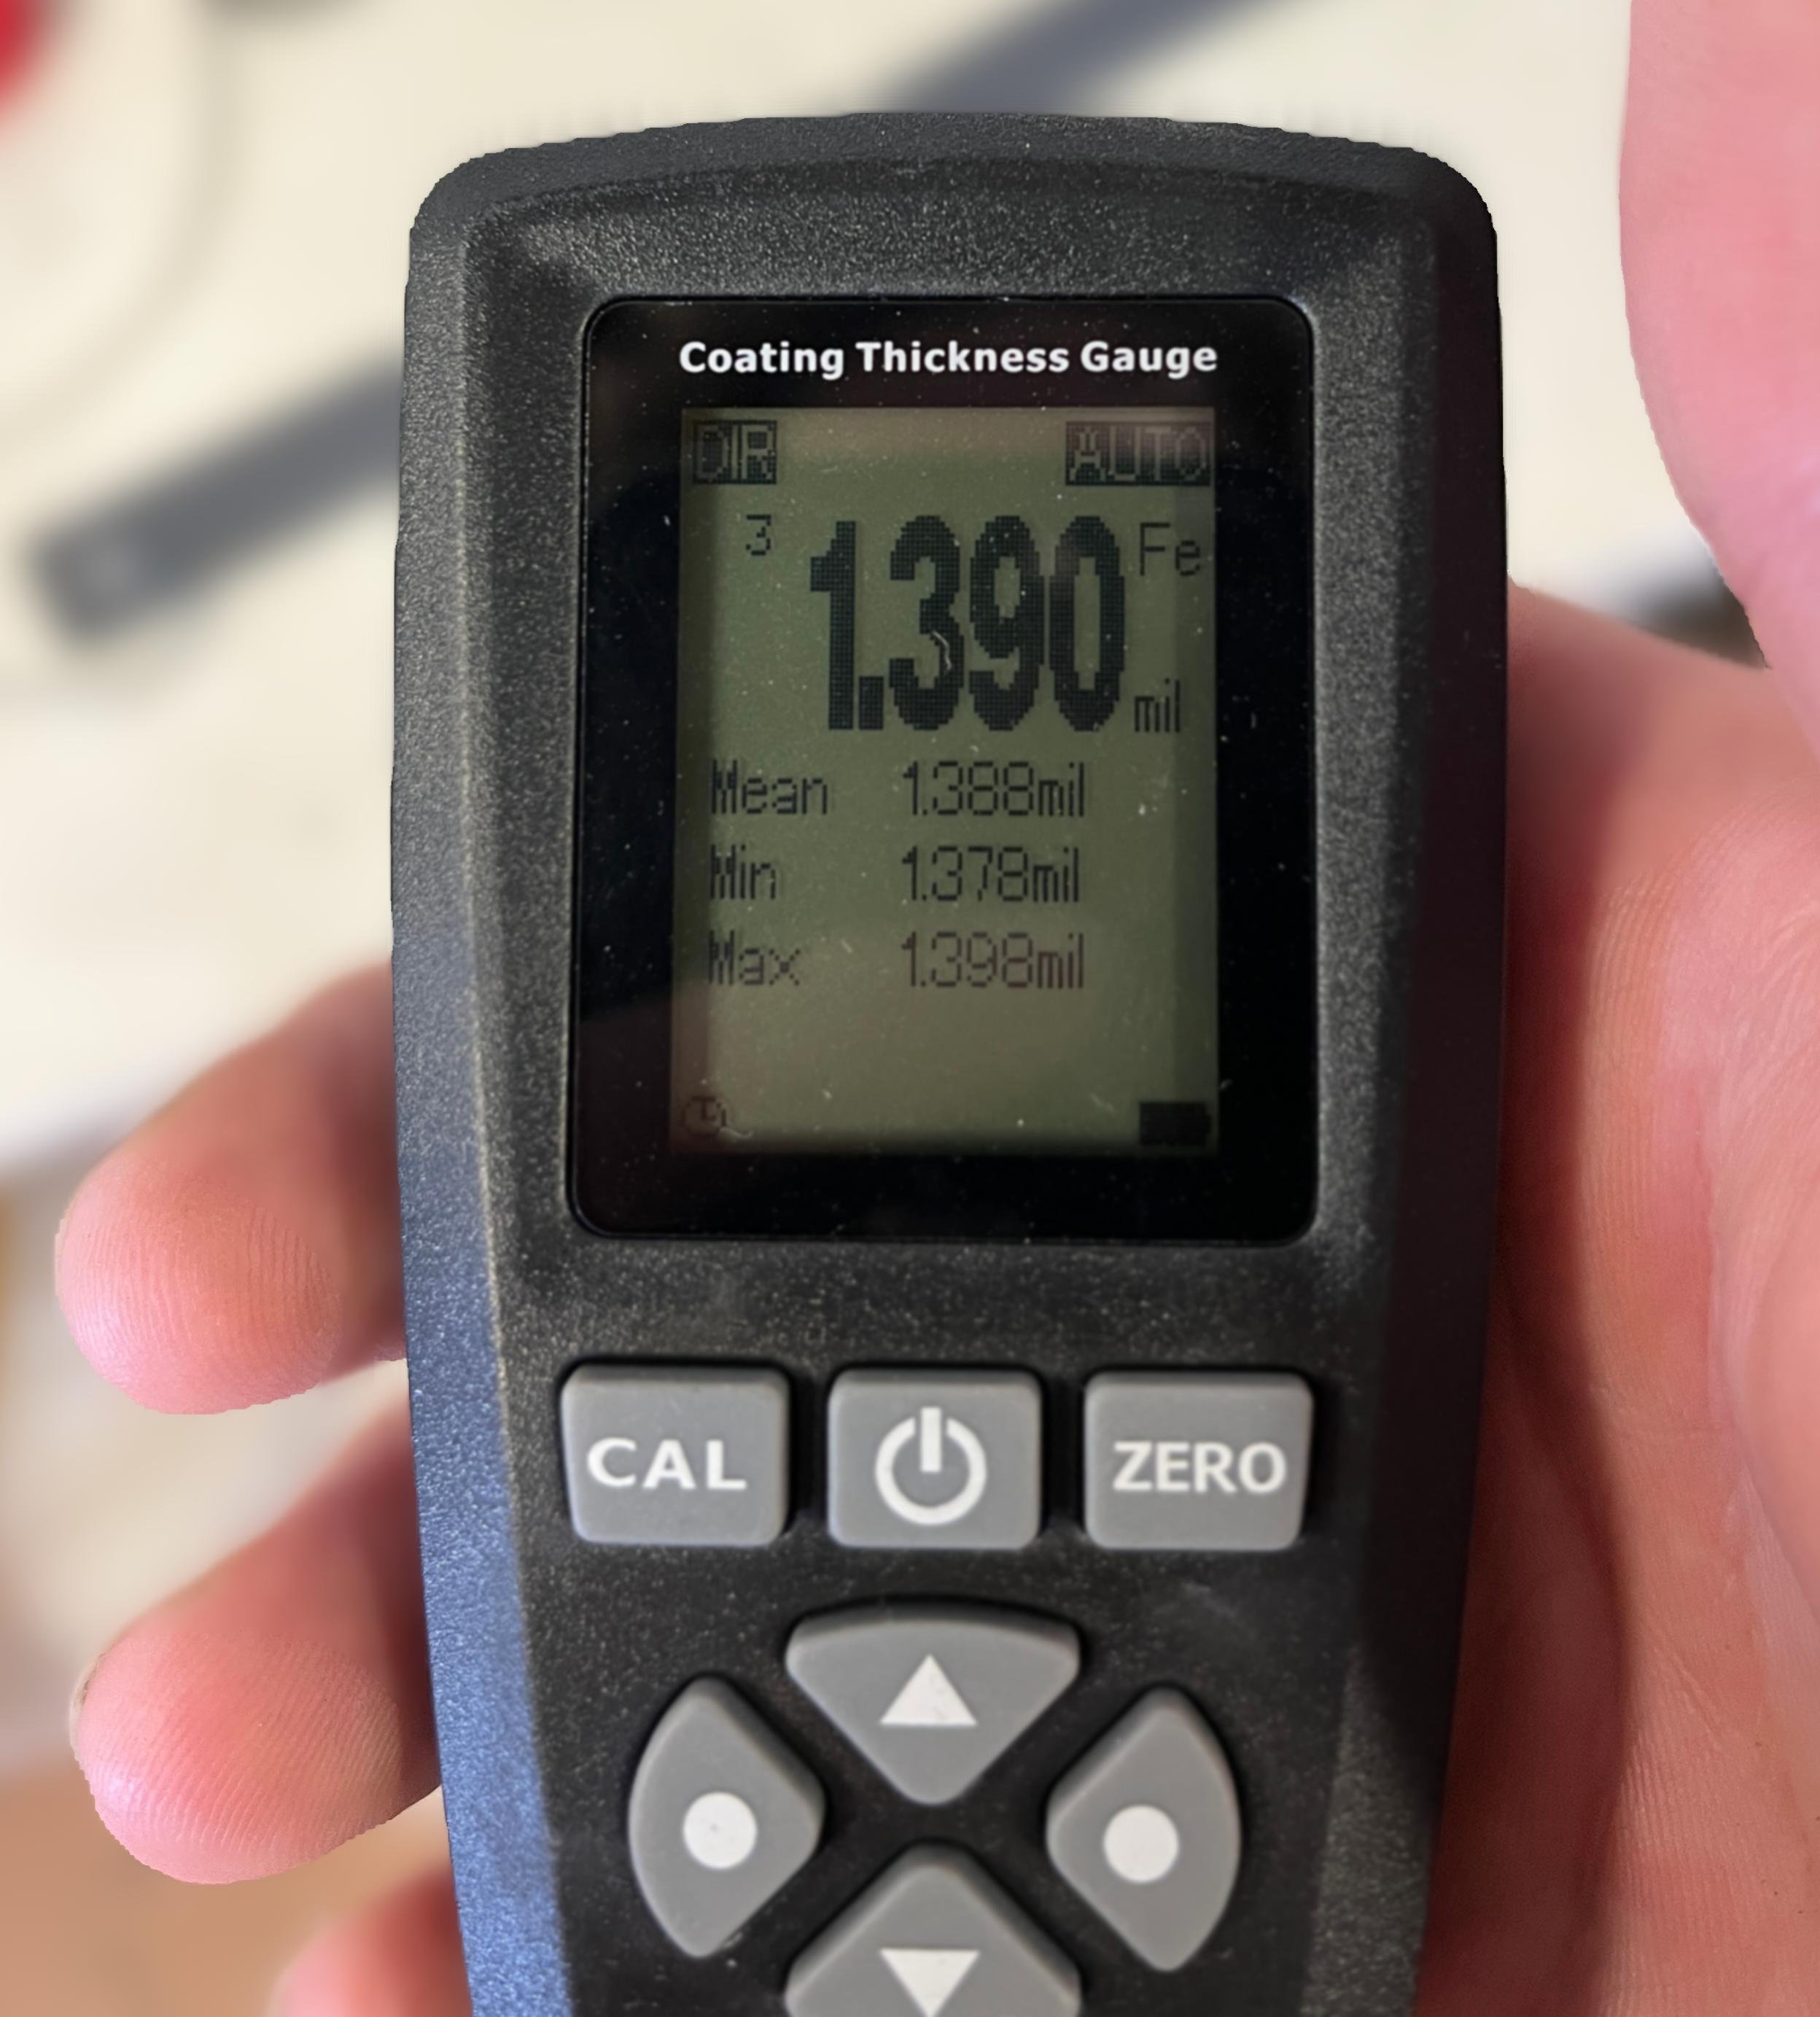 Coating Thickness Gauge
DIR AUTO
3 1.390 Fe
mil
Mean 1.388mil
Min 1.378mil
Max 1.398mil
CAL ZERO